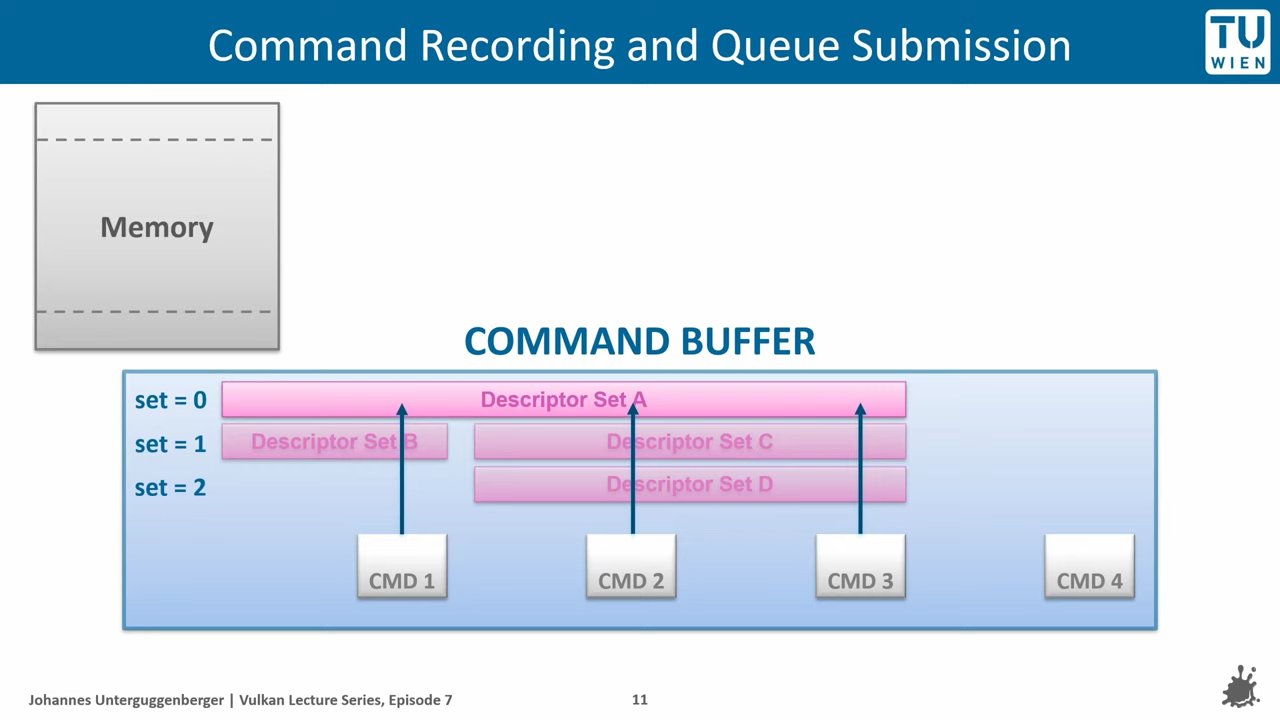 Command Recording and Queue Submission
TU
WIEN
Memory
COMMAND BUFFER
set = 0
Descriptor Set A
set = 1
Descriptor Set B
Descriptor Set C
set = 2
Descriptor Set D
CMD 1
CMD 2
CMD 3
CMD 4
Johannes Unterguggenberger | Vulkan Lecture Series, Episode 7
11